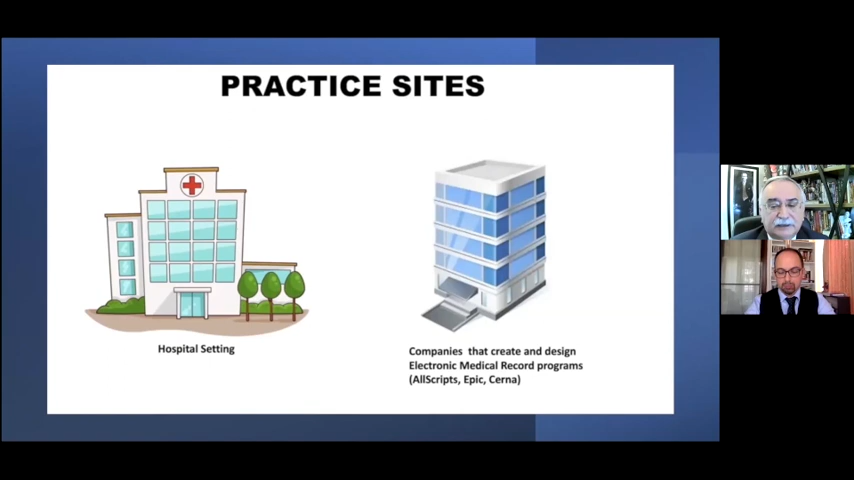 PRACTICE SITES
Hospital Setting
Companies that create and design
Electronic Medical Record programs
(AllScripts, Epic, Cerna)